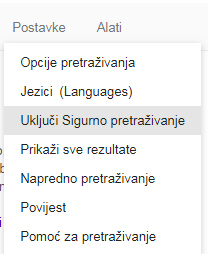 Postavke Alati
Opcije pretraživanja
Jezici (Languages)
Uključi Sigurno pretraživanje
Prikaži sve rezultate
Napredno pretraživanje
Povijest
Pomoć za pretraživanje